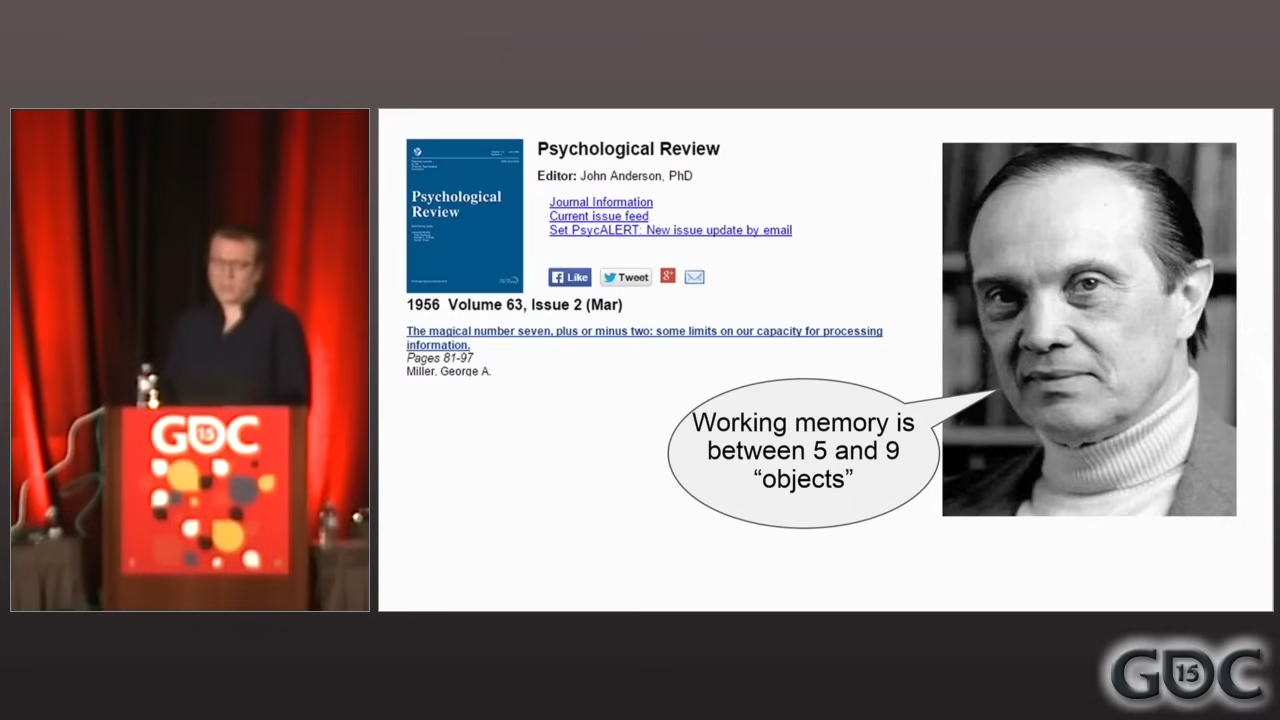 Psychological Review
Editor: John Anderson, PhD
Journal Information
Current issue feed
Set PsycALERT: New issue update by email
Psychological
Review
Like
Tweet
g+
1956 Volume 63, Issue 2 (Mar)
The magical number seven, plus or minus two: some limits on our capacity for processing
information.
Pages 81-97
Miller, George A.
Working memory is
between 5 and 9
“objects”
GDC
15
GDC
15